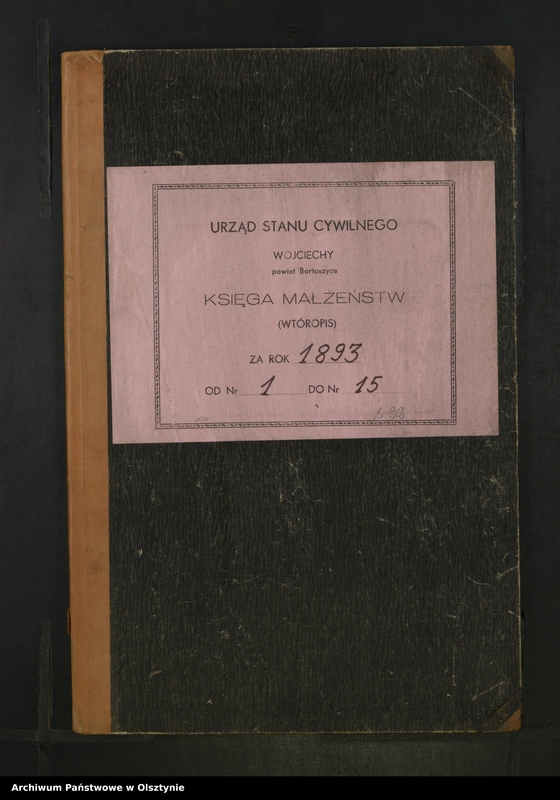 URZĄD STANU CYWILNEGO
WOJCIECHY
powiat Bartoszyce
KSIĘGA MAŁŻEŃSTW
(WTÓROPIS)
ZA ROK 1893
OD Nr 1 DO Nr 15
Archiwum Państwowe w Olsztynie